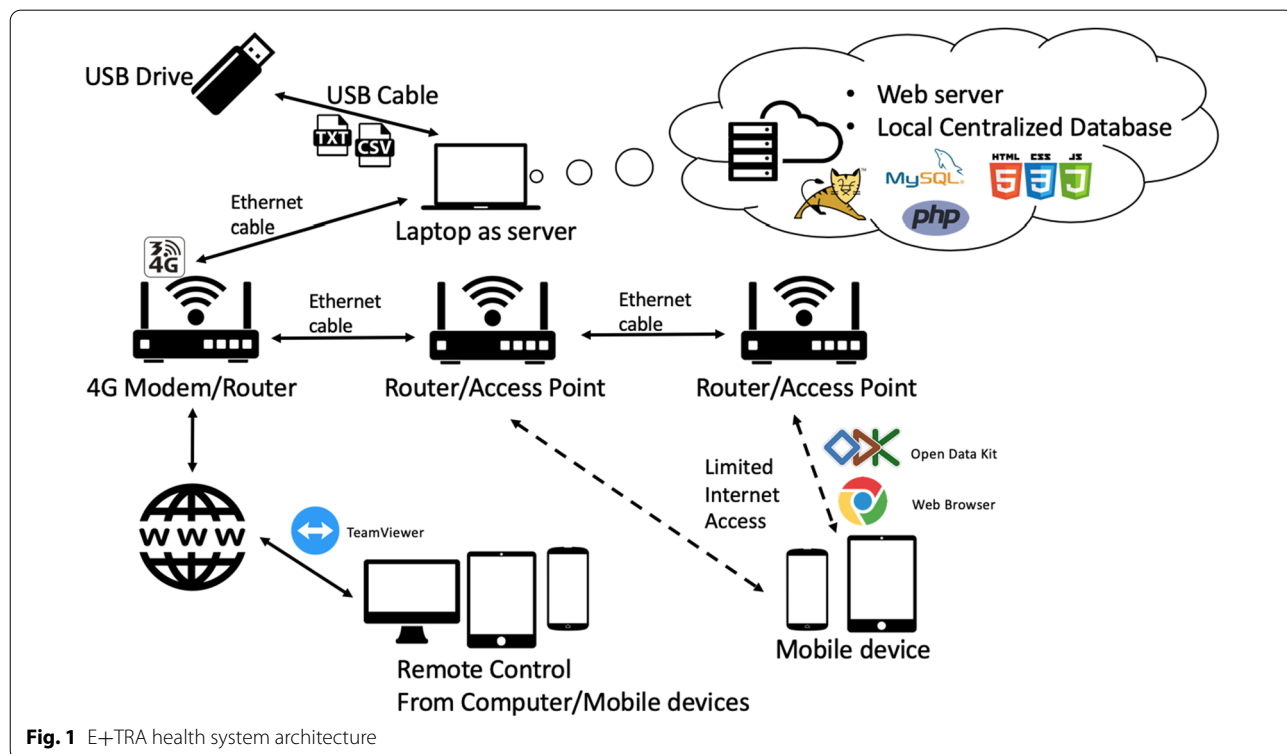 USB Drive
USB Cable
TXT
CSV
• Web server
• Local Centralized Database
MySQL®
php
HTML
5
CSS
3
JS
TM
Ethernet
cable
Laptop as server
3G
4G
Ethernet
cable
Ethernet
cable
4G Modem/Router
Router/Access Point
Router/Access Point
Limited
Internet
Access
Open Data Kit
Web Browser
WWW
TeamViewer
Mobile device
Remote Control
From Computer/Mobile devices
Fig. 1 E+TRA health system architecture